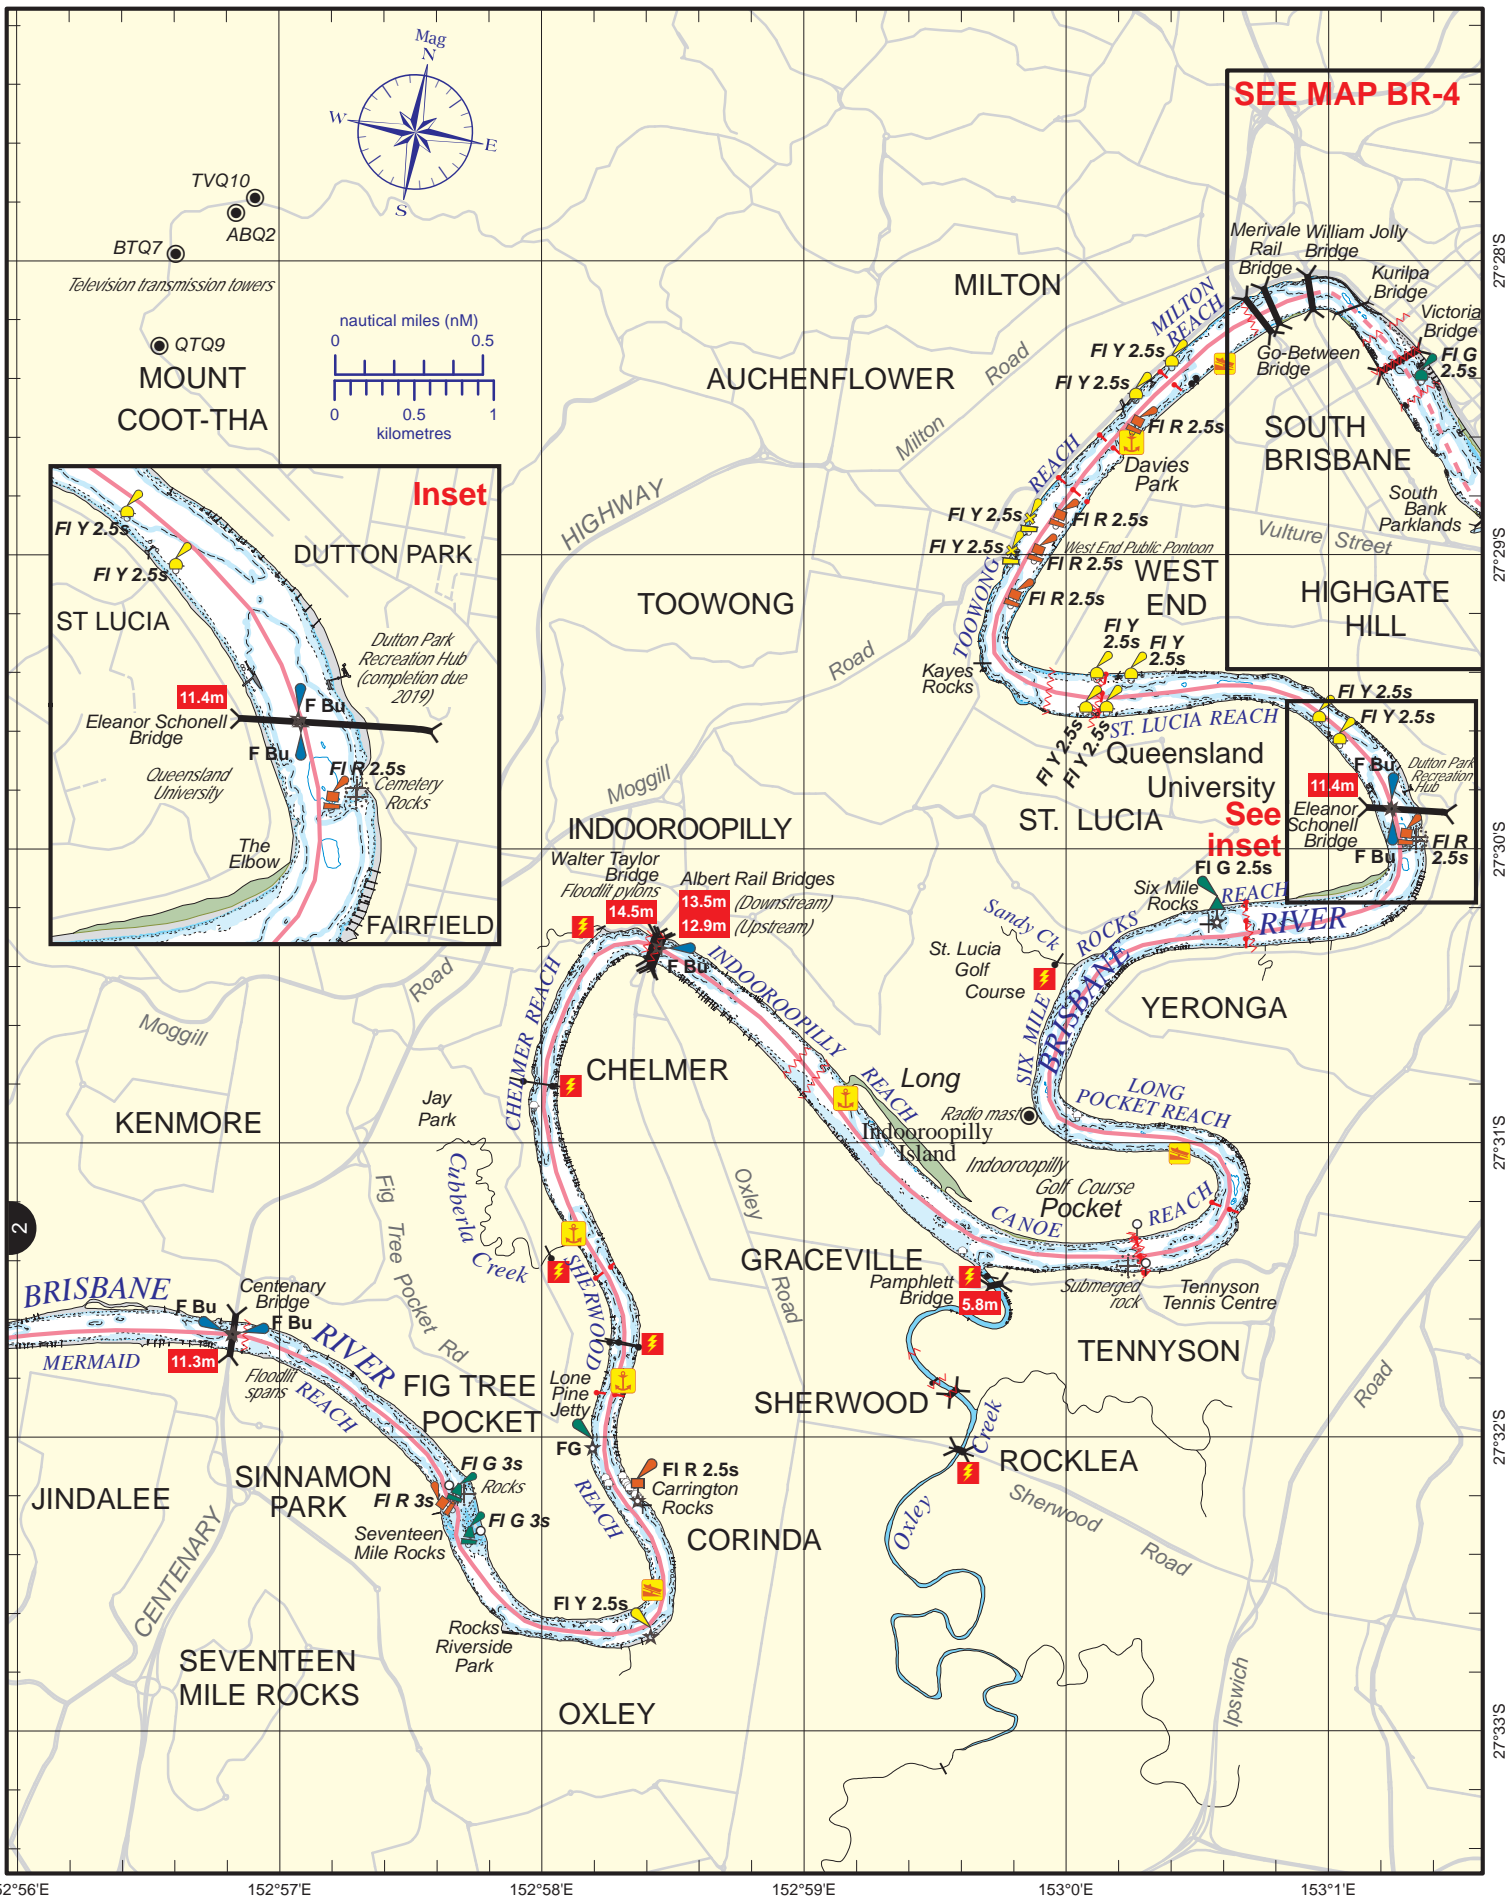 Mag
N
W
E
S
SEE MAP BR-4
TVQ10
ABQ2
BTQ7
Television transmission towers
QTQ9
MOUNT
COOT-THA
nautical miles (nM)
0
0.5
0
0.5
1
kilometres
Merivale
Rail
Bridge
William Jolly
Bridge
Kurilpa
Bridge
Victoria
Bridge
Fl G
2.5s
Go-Between
Bridge
MILTON
MILTON
REACH
Fl Y 2.5s
Fl Y 2.5s
AUCHENFLOWER
Road
Milton
Fl R 2.5s
Davies
Park
SOUTH
BRISBANE
South
Bank
Parklands
Vulture Street
HIGHGATE
HILL
HIGHWAY
REACH
TOOWONG
Fl Y 2.5s
Fl Y 2.5s
Fl R 2.5s
West End Public Pontoon
Fl R 2.5s
Fl R 2.5s
WEST
END
TOOWONG
Road
Moggill
Kayes
Rocks
Fl Y
2.5s
Fl Y
2.5s
Fl Y 2.5s
Fl Y 2.5s
ST. LUCIA REACH
Fl Y 2.5s
Fl Y 2.5s
Queensland
University
ST. LUCIA
See
inset
F Bu
11.4m
Dutton Park
Recreation
Hub
Eleanor
Schonell
Bridge
F Bu
Fl R
2.5s
Inset
Fl Y 2.5s
Fl Y 2.5s
DUTTON PARK
ST LUCIA
Dutton Park
Recreation Hub
(completion due
2019)
11.4m
F Bu
Eleanor Schonell
Bridge
F Bu
Fl R 2.5s
Cemetery
Rocks
Queensland
University
The
Elbow
FAIRFIELD
INDOOROOPILLY
Walter Taylor
Bridge
Floodlit pylons
14.5m
Albert Rail Bridges
13.5m
(Downstream)
12.9m
(Upstream)
F Bu
Fl G 2.5s
Six Mile
Rocks
REACH
RIVER
ROCKS
BRISBANE
SIX MILE
Sandy Ck
St. Lucia
Golf
Course
YERONGA
INDOOROOPILLY
REACH
Long
Indooroopilly
Island
Radio mast
LONG
POCKET REACH
Indooroopilly
Golf Course
Pocket
CANOE
REACH
Road
Moggill
CHELMER REACH
CHELMER
KENMORE
Jay
Park
Cubberla
Creek
Fig
Tree
Pocket
Rd
Oxley
Road
GRACEVILLE
Pamphlett
Bridge
5.8m
Submerged
rock
Tennyson
Tennis Centre
TENNYSON
2
BRISBANE
F Bu
Centenary
Bridge
F Bu
11.3m
MERMAID
Floodlit
spans
RIVER
REACH
FIG TREE
POCKET
SHERWOOD
Lone
Pine
Jetty
FG
SHERWOOD
Creek
ROCKLEA
Road
Fl R 2.5s
Carrington
Rocks
REACH
CORINDA
Oxley
Sherwood
Road
Fl G 3s
Rocks
Fl R 3s
Fl G 3s
SINNAMON
PARK
Seventeen
Mile Rocks
JINDALEE
CENTENARY
Fl Y 2.5s
Rocks
Riverside
Park
SEVENTEEN
MILE ROCKS
OXLEY
Ipswich
27°28'S
27°29'S
27°30'S
27°31'S
27°32'S
27°33'S
52°56'E
152°57'E
152°58'E
152°59'E
153°0'E
153°1'E